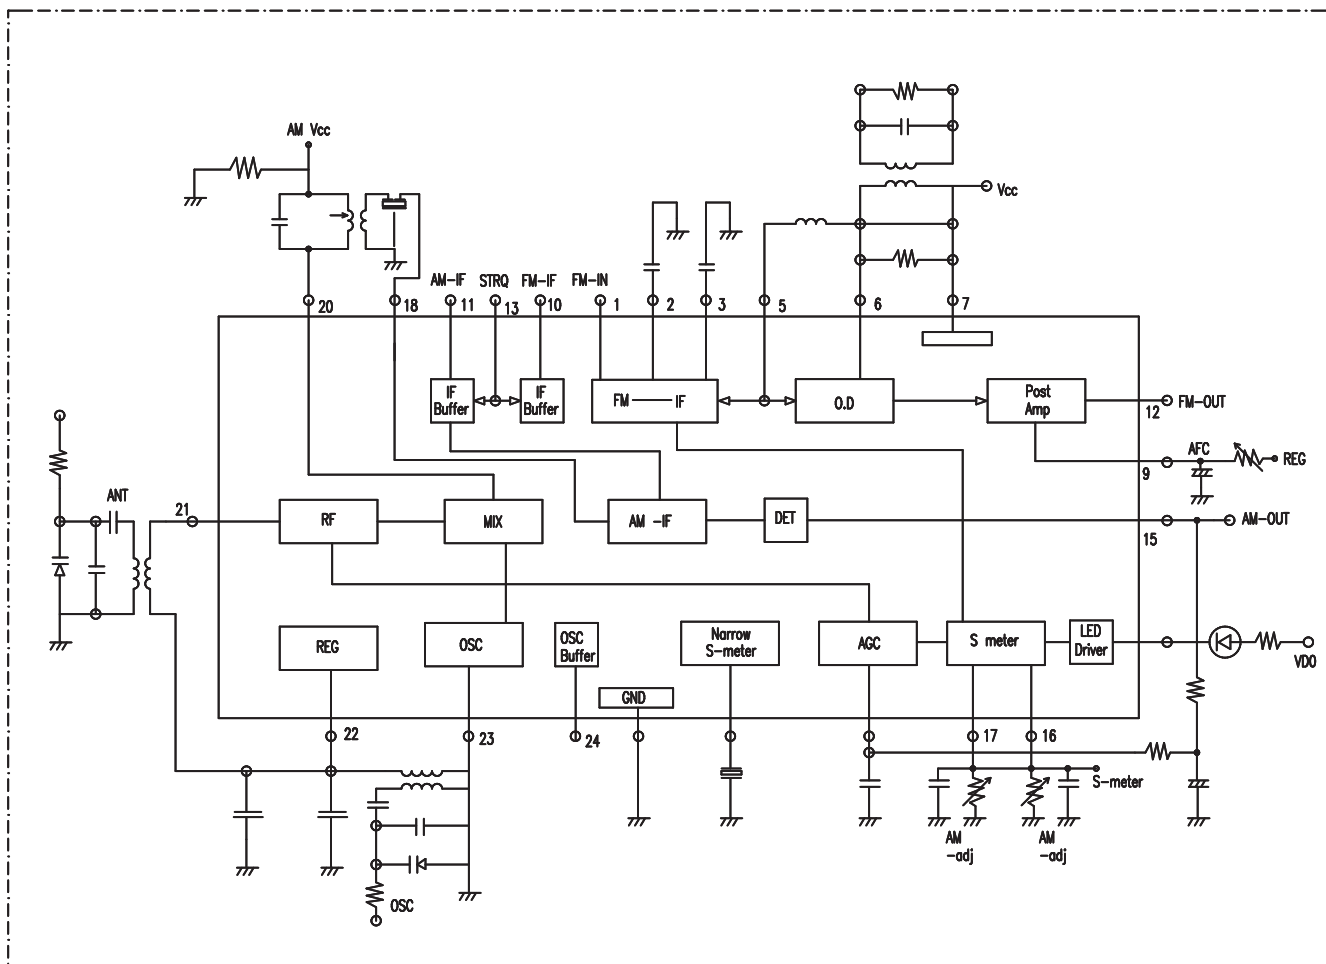 AM Vcc
Vcc
AM-IF
STRQ
FM-IF
FM-IN
20
18
11
13
10
1
2
3
5
6
7
IF
Buffer
IF
Buffer
FM IF
O.D
Post
Amp
12
FM-OUT
AFC
REG
9
ANT
21
RF
MIX
AM -IF
DET
AM-OUT
15
REG
OSC
OSC
Buffer
Narrow
S-meter
AGC
S meter
LED
Driver
VDO
GND
22
23
24
17
16
S-meter
AM
-adj
AM
-adj
OSC